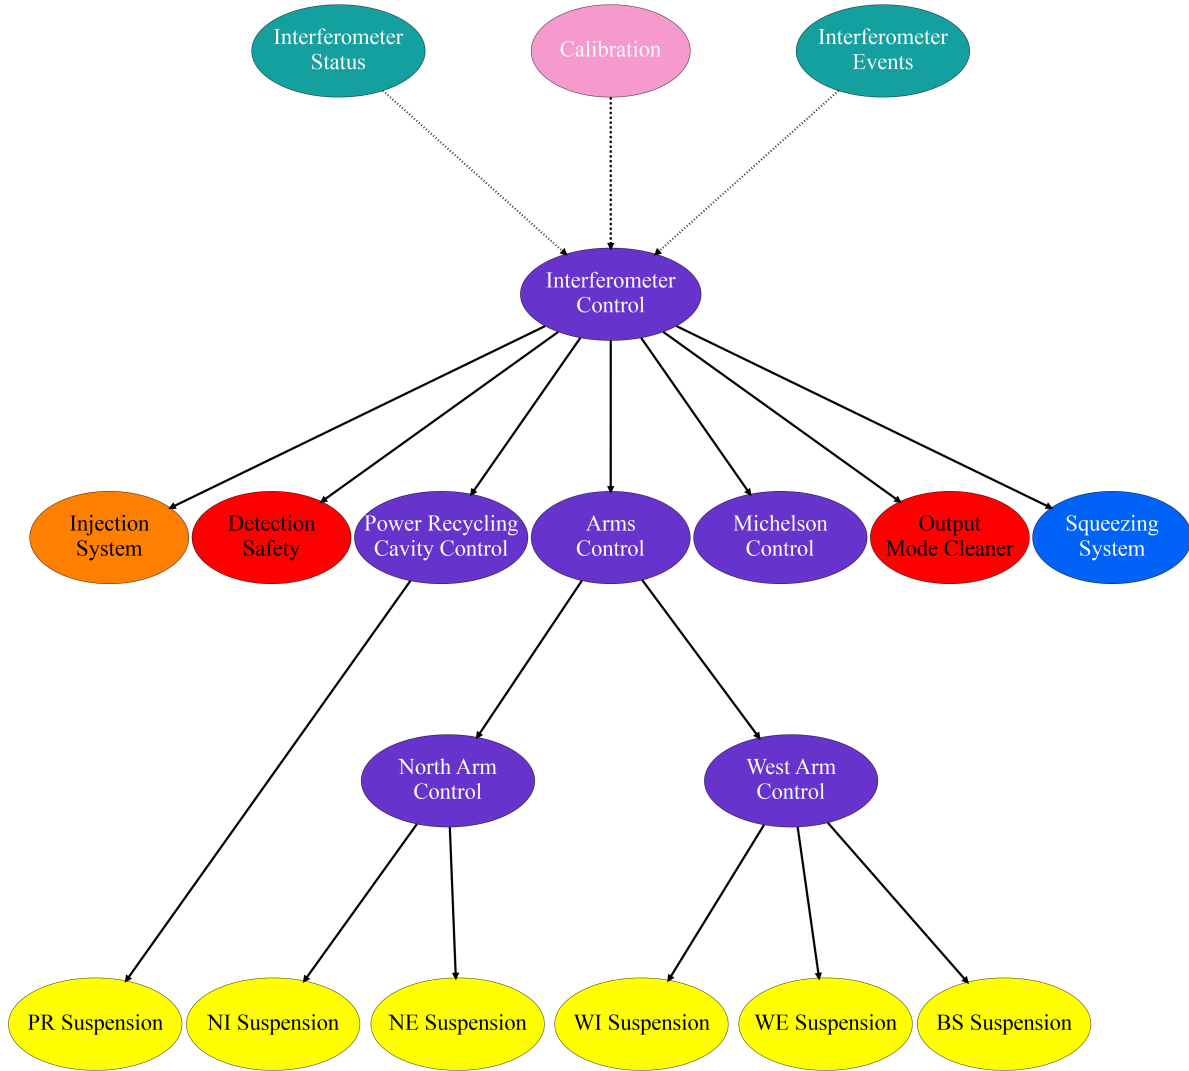 Interferometer
Status
Calibration
Interferometer
Events
Interferometer
Control
Injection
System
Detection
Safety
Power Recycling
Cavity Control
Arms
Control
Michelson
Control
Output
Mode Cleaner
Squeezing
System
North Arm
Control
West Arm
Control
PR Suspension
NI Suspension
NE Suspension
WI Suspension
WE Suspension
BS Suspension